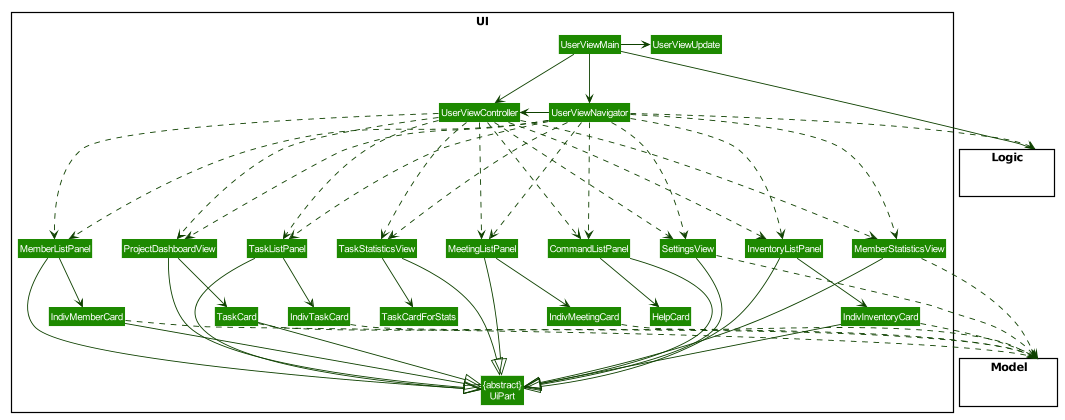 UI
UserViewMain
UserViewUpdate
UserViewController
UserViewNavigator
Logic
MemberListPanel
ProjectDashboardView
TaskListPanel
TaskStatisticsView
MeetingListPanel
CommandListPanel
SettingsView
InventoryListPanel
MemberStatisticsView
IndivMemberCard
TaskCard
IndivTaskCard
TaskCardForStats
IndivMeetingCard
HelpCard
IndivInventoryCard
Model
{abstract}
UiPart